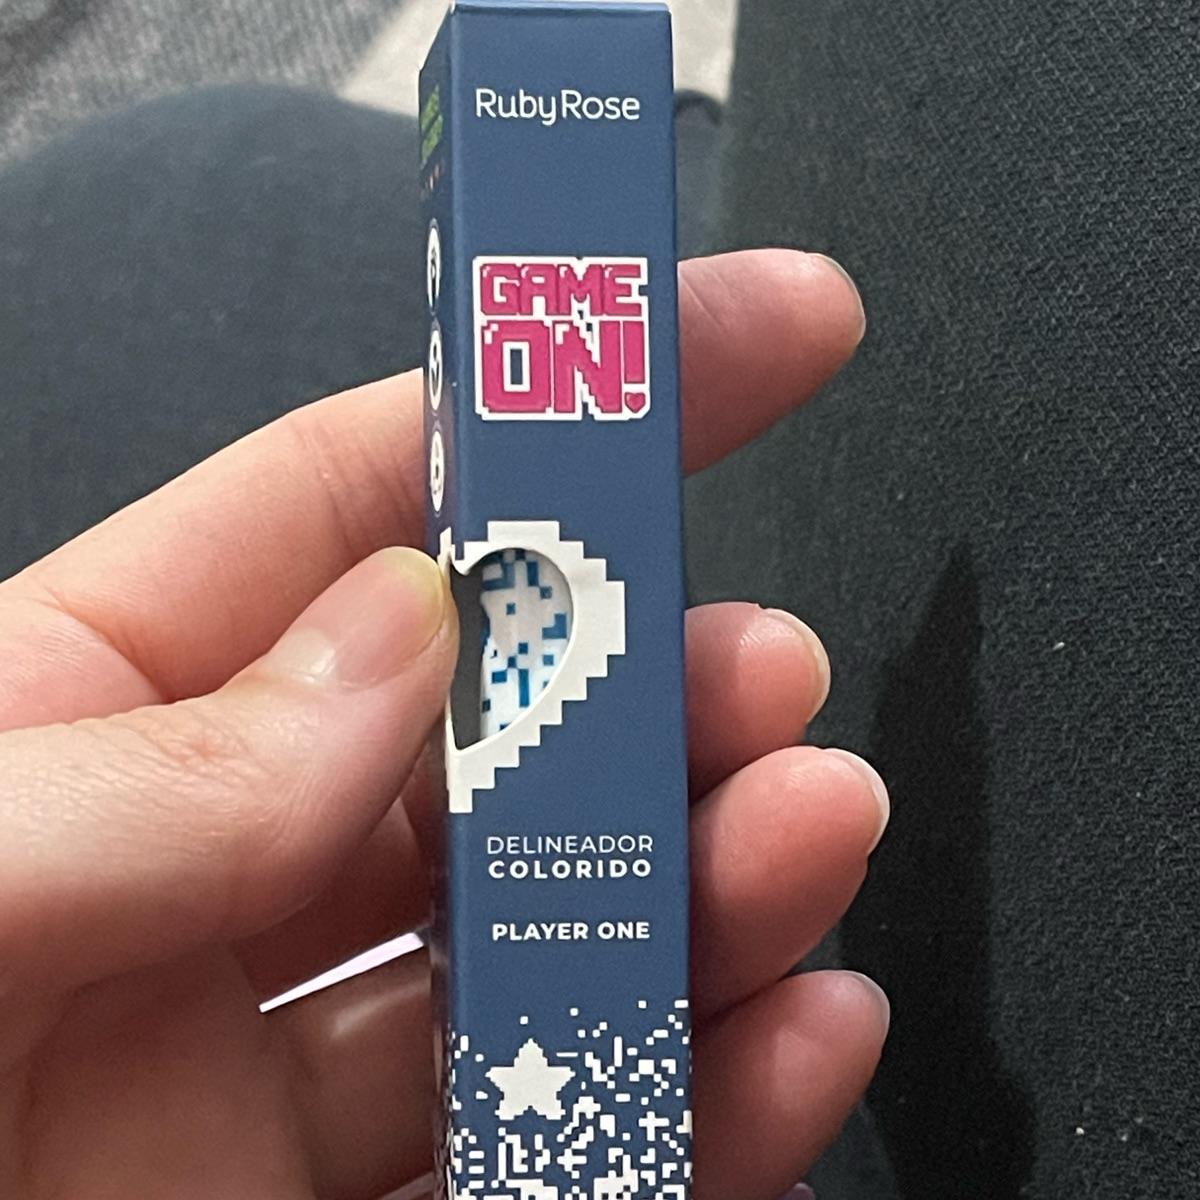 RubyRose
GAME
ON!
DELINEADOR
COLORIDO
PLAYER ONE